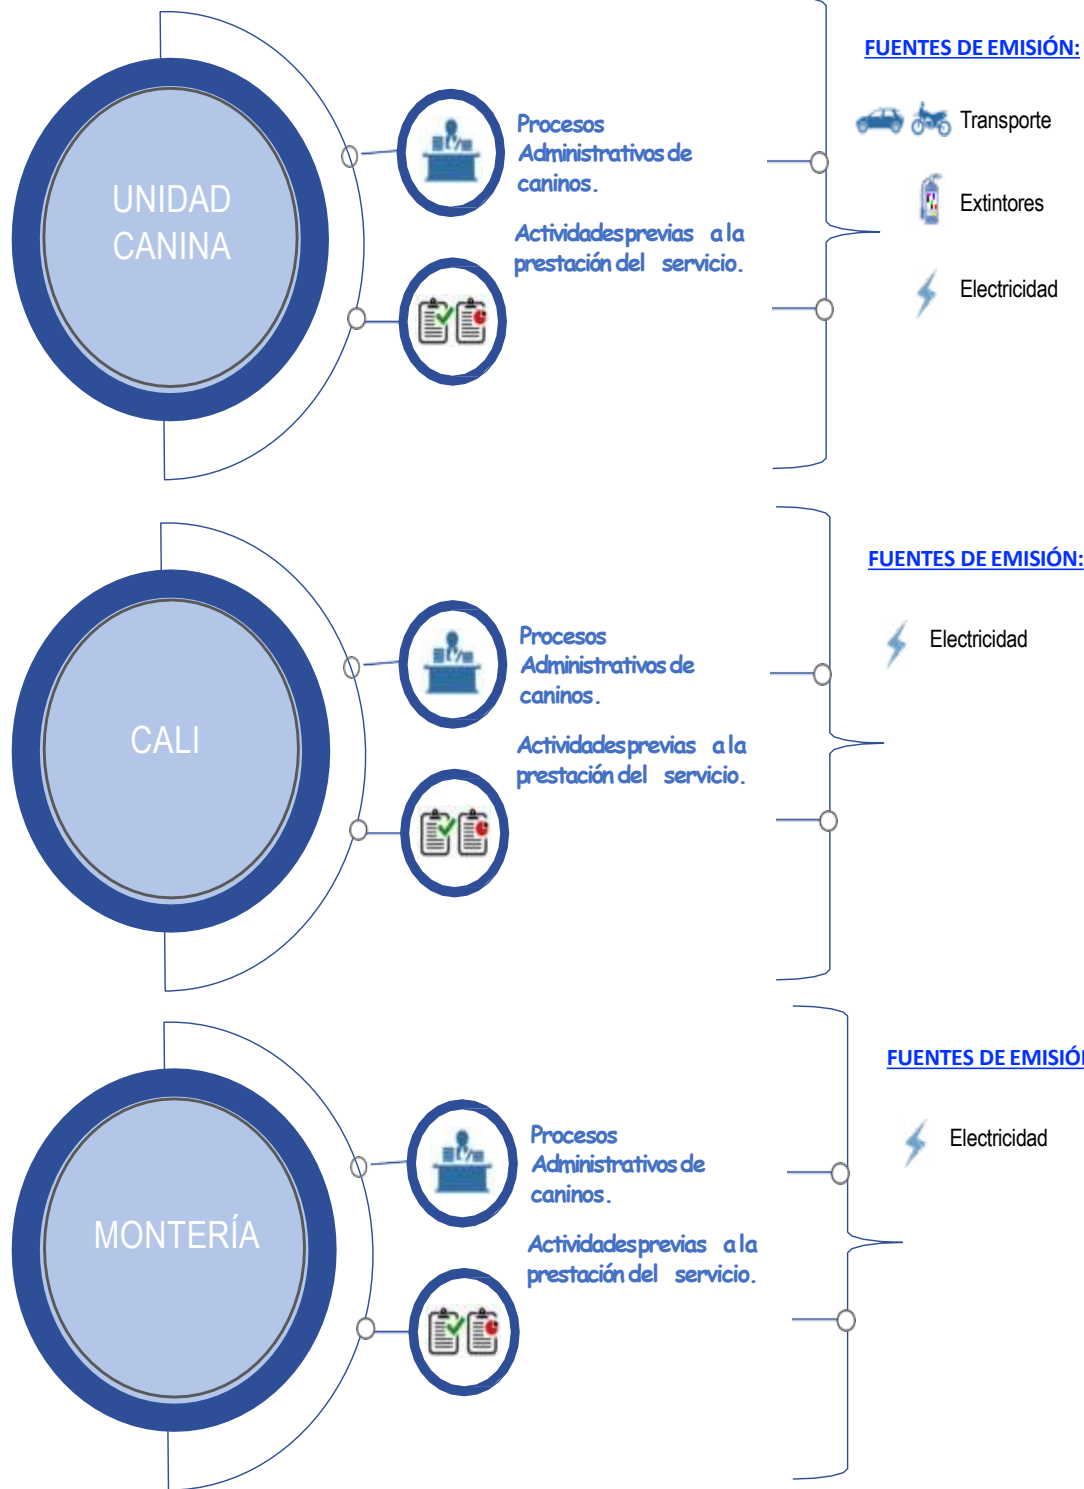 FUENTES DE EMISIÓN:
Transporte
Extintores
Electricidad
UNIDAD
CANINA
Procesos
Administrativos de
caninos.
Actividades previas a la
prestación del servicio.
FUENTES DE EMISIÓN:
Electricidad
CALI
Procesos
Administrativos de
caninos.
Actividades previas a la
prestación del servicio.
FUENTES DE EMISIÓN
Electricidad
MONTERÍA
Procesos
Administrativos de
caninos.
Actividades previas a la
prestación del servicio.